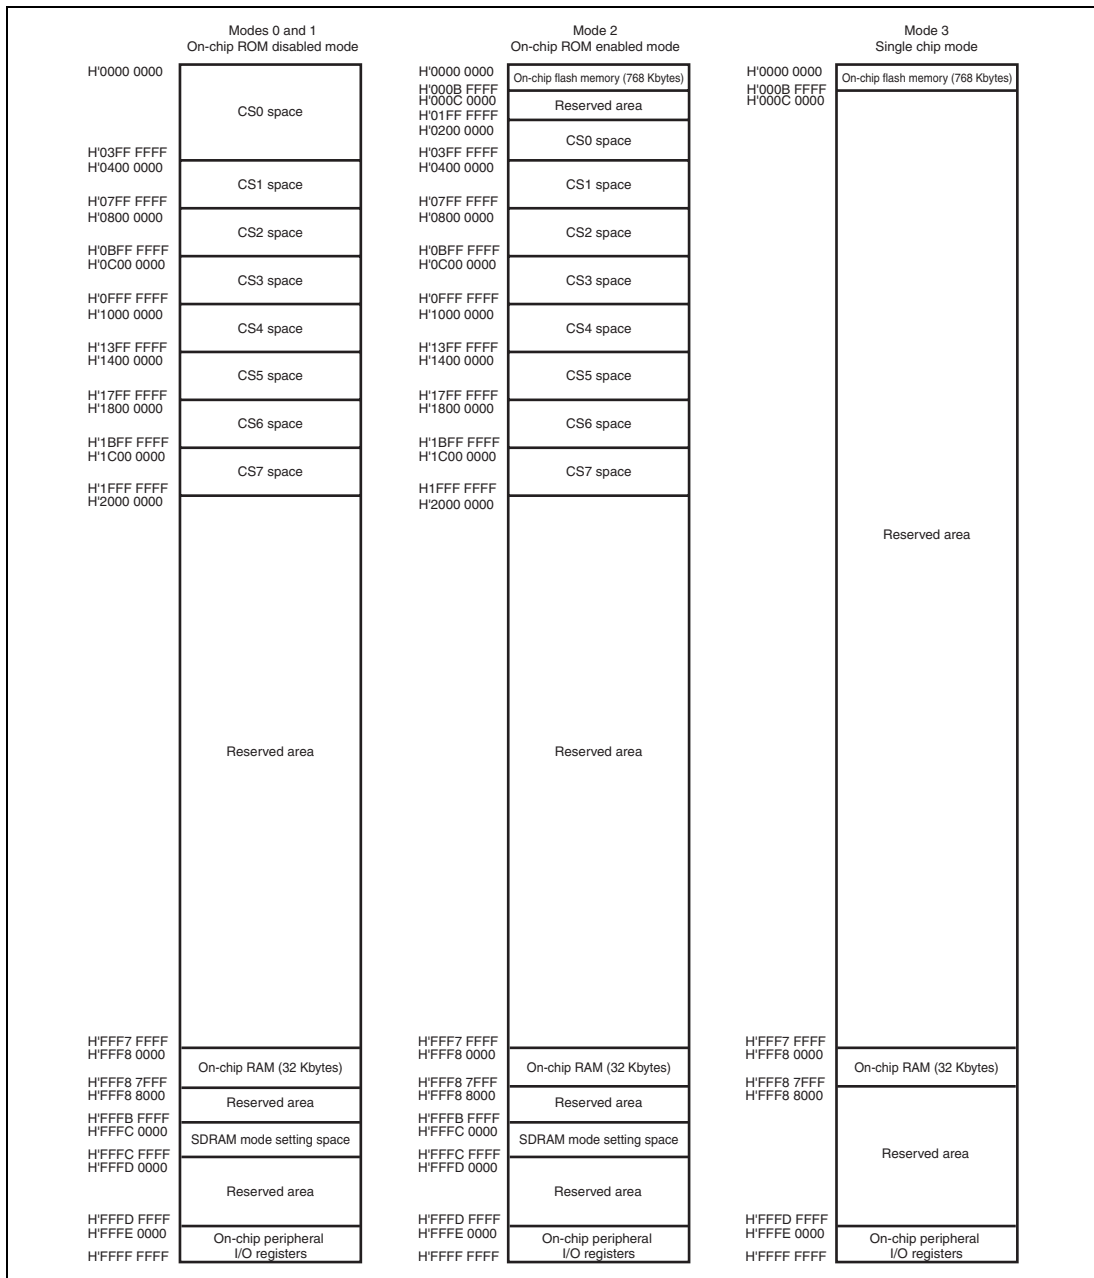 Modes 0 and 1
On-chip ROM disabled mode
H'0000 0000
CS0 space
H'03FF FFFF
H'0400 0000
CS1 space
H'07FF FFFF
H'0800 0000
CS2 space
H'0BFF FFFF
H'0C00 0000
CS3 space
H'0FFF FFFF
H'1000 0000
CS4 space
H'13FF FFFF
H'1400 0000
CS5 space
H'17FF FFFF
H'1800 0000
CS6 space
H'1BFF FFFF
H'1C00 0000
CS7 space
H'1FFF FFFF
H'2000 0000
Reserved area
H'FFF7 FFFF
H'FFF8 0000
On-chip RAM (32 Kbytes)
H'FFF8 7FFF
H'FFF8 8000
Reserved area
H'FFFB FFFF
H'FFFC 0000
SDRAM mode setting space
H'FFFC FFFF
H'FFFD 0000
Reserved area
H'FFFD FFFF
H'FFFE 0000
On-chip peripheral
I/O registers
H'FFFF FFFF
Mode 2
On-chip ROM enabled mode
H'0000 0000
On-chip flash memory (768 Kbytes)
H'000B FFFF
H'000C 0000
Reserved area
H'01FF FFFF
H'0200 0000
CS0 space
H'03FF FFFF
H'0400 0000
CS1 space
H'07FF FFFF
H'0800 0000
CS2 space
H'0BFF FFFF
H'0C00 0000
CS3 space
H'0FFF FFFF
H'1000 0000
CS4 space
H'13FF FFFF
H'1400 0000
CS5 space
H'17FF FFFF
H'1800 0000
CS6 space
H'1BFF FFFF
H'1C00 0000
CS7 space
H1FFF FFFF
H'2000 0000
Reserved area
H'FFF7 FFFF
H'FFF8 0000
On-chip RAM (32 Kbytes)
H'FFF8 7FFF
H'FFF8 8000
Reserved area
H'FFFB FFFF
H'FFFC 0000
SDRAM mode setting space
H'FFFC FFFF
H'FFFD 0000
Reserved area
H'FFFD FFFF
H'FFFE 0000
On-chip peripheral
I/O registers
H'FFFF FFFF
Mode 3
Single chip mode
H'0000 0000
On-chip flash memory (768 Kbytes)
H'000B FFFF
H'000C 0000
Reserved area
H'FFF7 FFFF
H'FFF8 0000
On-chip RAM (32 Kbytes)
H'FFF8 7FFF
H'FFF8 8000
Reserved area
H'FFFD FFFF
H'FFFE 0000
On-chip peripheral
I/O registers
H'FFFF FFFF